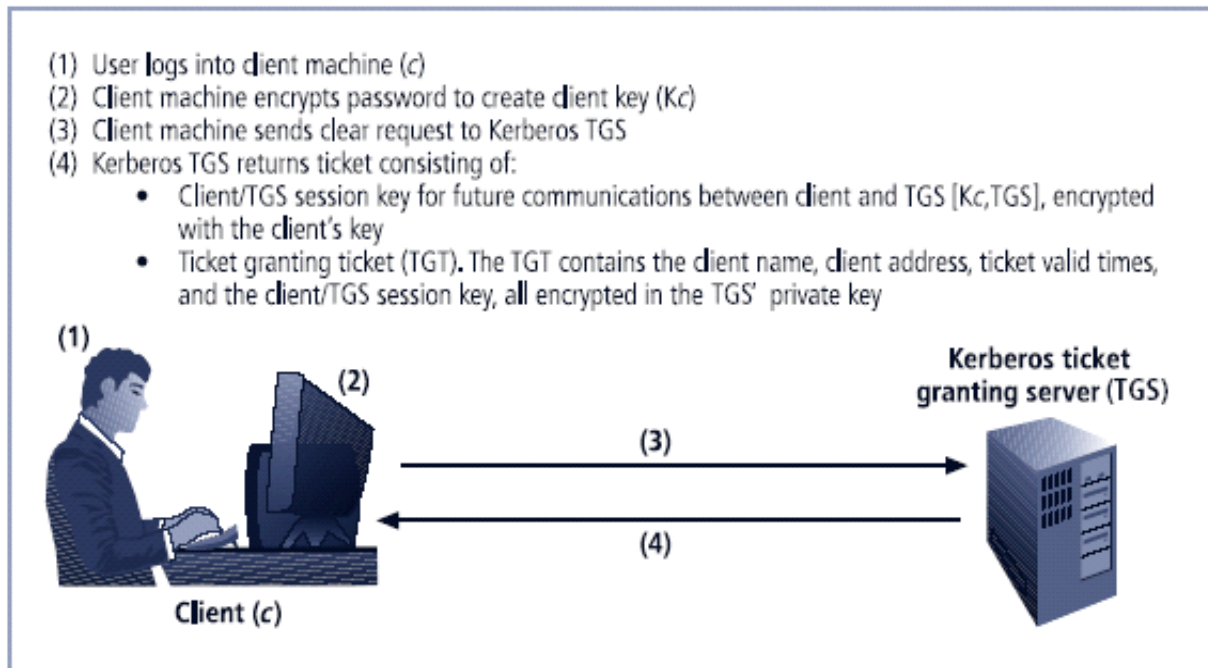 (1) User logs into client machine (c)
(2) Client machine encrypts password to create client key (Kc)
(3) Client machine sends clear request to Kerberos TGS
(4) Kerberos TGS returns ticket consisting of:
• Client/TGS session key for future communications between client and TGS [Kc,TGS], encrypted
with the client's key
• Ticket granting ticket (TGT). The TGT contains the client name, client address, ticket valid times,
and the client/TGS session key, all encrypted in the TGS' private key
(1)
(2)
Kerberos ticket
granting server (TGS)
(3)
(4)
Client (c)